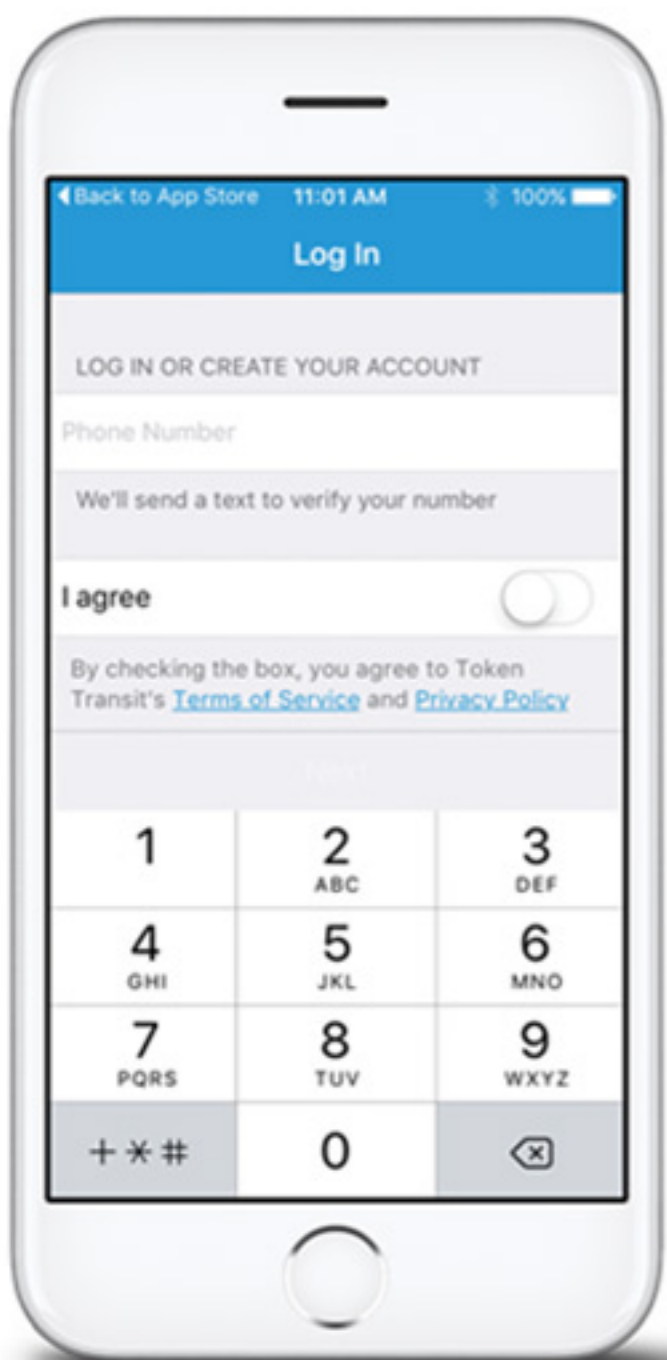 Back to App Store 11:01 AM 100%
Log In
LOG IN OR CREATE YOUR ACCOUNT
Phone Number
We'll send a text to verify your number
I agree
By checking the box, you agree to Token
Transit's Terms of Service and Privacy Policy
Next
1 2 3
ABC DEF
4 5 6
GHI JKL MNO
7 8 9
PQRS TUV WXYZ
+*# 0